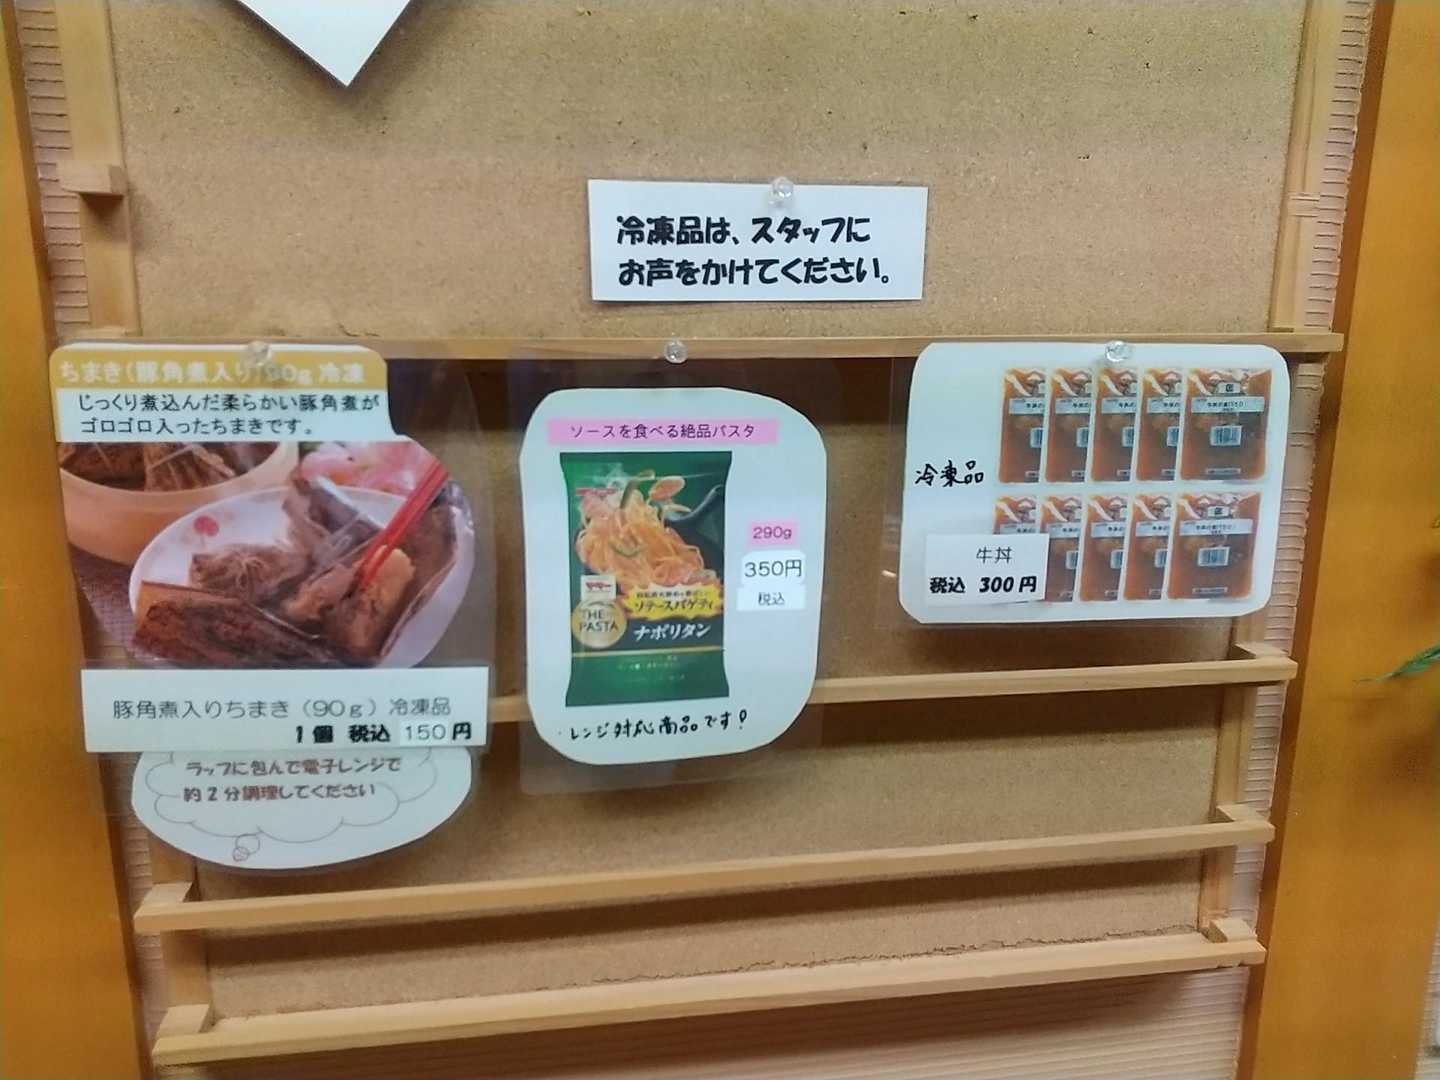 冷凍品は、スタッフに
お声をかけてください。
ちまき(豚角煮入り)90g 冷凍
じっくり煮込んだ柔らかい豚角煮が
ゴロゴロ入ったちまきです。
豚角煮入りちまき（90g）冷凍品
1個 税込 150円
ラップに包んで電子レンジで
約2分調理してください
ソースを食べる絶品パスタ
マ・マー
THE
PASTA
ソテースパゲティ
ナポリタン
290g
350円
税込
レンジ対応商品です!
冷凍品
牛丼
税込 300円